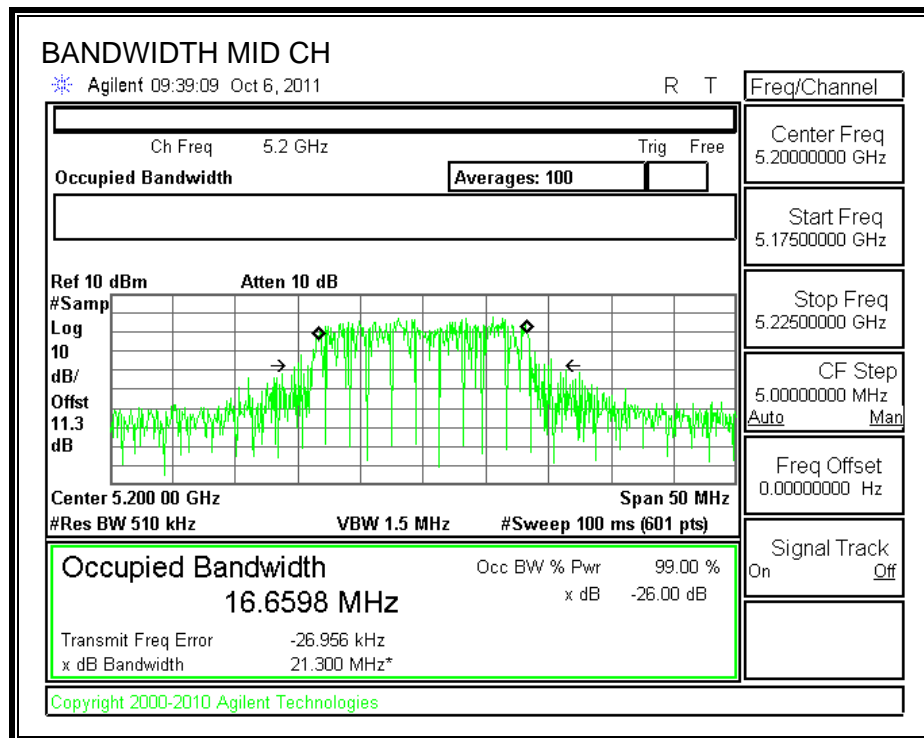 BANDWIDTH MID CH
Agilent 09:39:09 Oct 6, 2011 R T
Ch Freq 5.2 GHz Trig Free
Occupied Bandwidth Averages: 100
Ref 10 dBm Atten 10 dB
#Samp
Log
10
dB/
Offst
11.3
dB
Center 5.200 00 GHz Span 50 MHz
#Res BW 510 kHz VBW 1.5 MHz #Sweep 100 ms (601 pts)
Occupied Bandwidth Occ BW % Pwr 99.00 %
16.6598 MHz x dB -26.00 dB
Transmit Freq Error -26.956 kHz
x dB Bandwidth 21.300 MHz*
Copyright 2000-2010 Agilent Technologies
Freq/Channel
Center Freq
5.20000000 GHz
Start Freq
5.17500000 GHz
Stop Freq
5.22500000 GHz
CF Step
5.00000000 MHz
Auto Man
Freq Offset
0.00000000 Hz
Signal Track
On Off